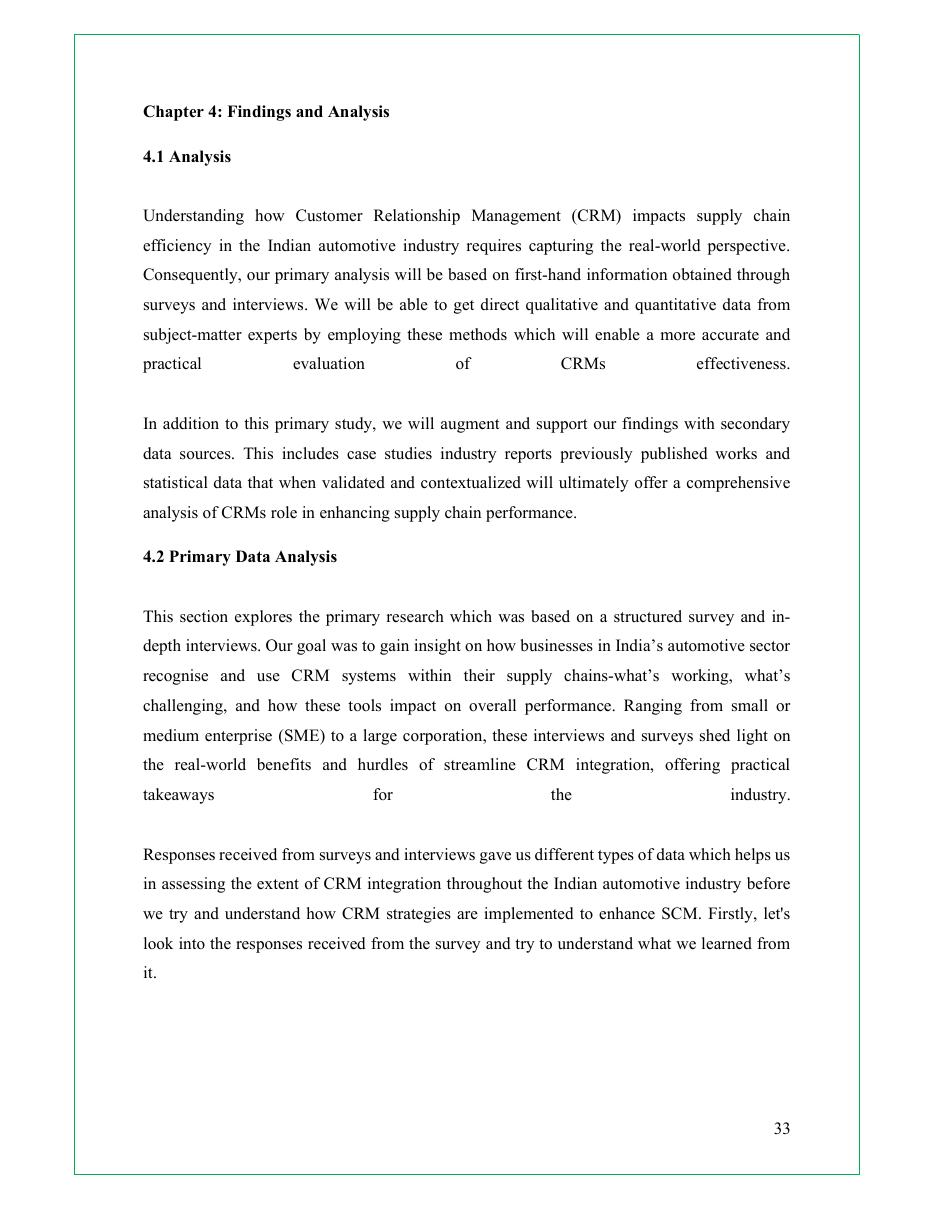 Chapter 4: Findings and Analysis
4.1 Analysis
Understanding how Customer Relationship Management (CRM) impacts supply chain
efficiency in the Indian automotive industry requires capturing the real-world perspective.
Consequently, our primary analysis will be based on first-hand information obtained through
surveys and interviews. We will be able to get direct qualitative and quantitative data from
subject-matter experts by employing these methods which will enable a more accurate and
practical evaluation of CRMs effectiveness.
In addition to this primary study, we will augment and support our findings with secondary
data sources. This includes case studies industry reports previously published works and
statistical data that when validated and contextualized will ultimately offer a comprehensive
analysis of CRMs role in enhancing supply chain performance.
4.2 Primary Data Analysis
This section explores the primary research which was based on a structured survey and in-
depth interviews. Our goal was to gain insight on how businesses in India’s automotive sector
recognise and use CRM systems within their supply chains-what’s working, what’s
challenging, and how these tools impact on overall performance. Ranging from small or
medium enterprise (SME) to a large corporation, these interviews and surveys shed light on
the real-world benefits and hurdles of streamline CRM integration, offering practical
takeaways for the industry.
Responses received from surveys and interviews gave us different types of data which helps us
in assessing the extent of CRM integration throughout the Indian automotive industry before
we try and understand how CRM strategies are implemented to enhance SCM. Firstly, let's
look into the responses received from the survey and try to understand what we learned from
it.
33